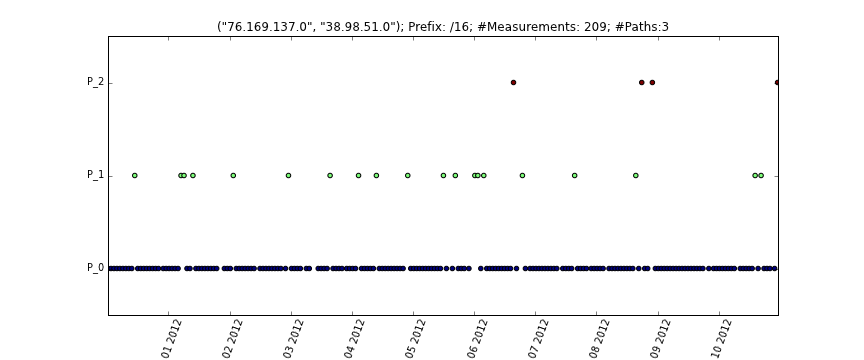 ("76.169.137.0", "38.98.51.0"); Prefix: /16; #Measurements: 209; #Paths:3
P_2
P_1
P_0
01 2012
02 2012
03 2012
04 2012
05 2012
06 2012
07 2012
08 2012
09 2012
10 2012